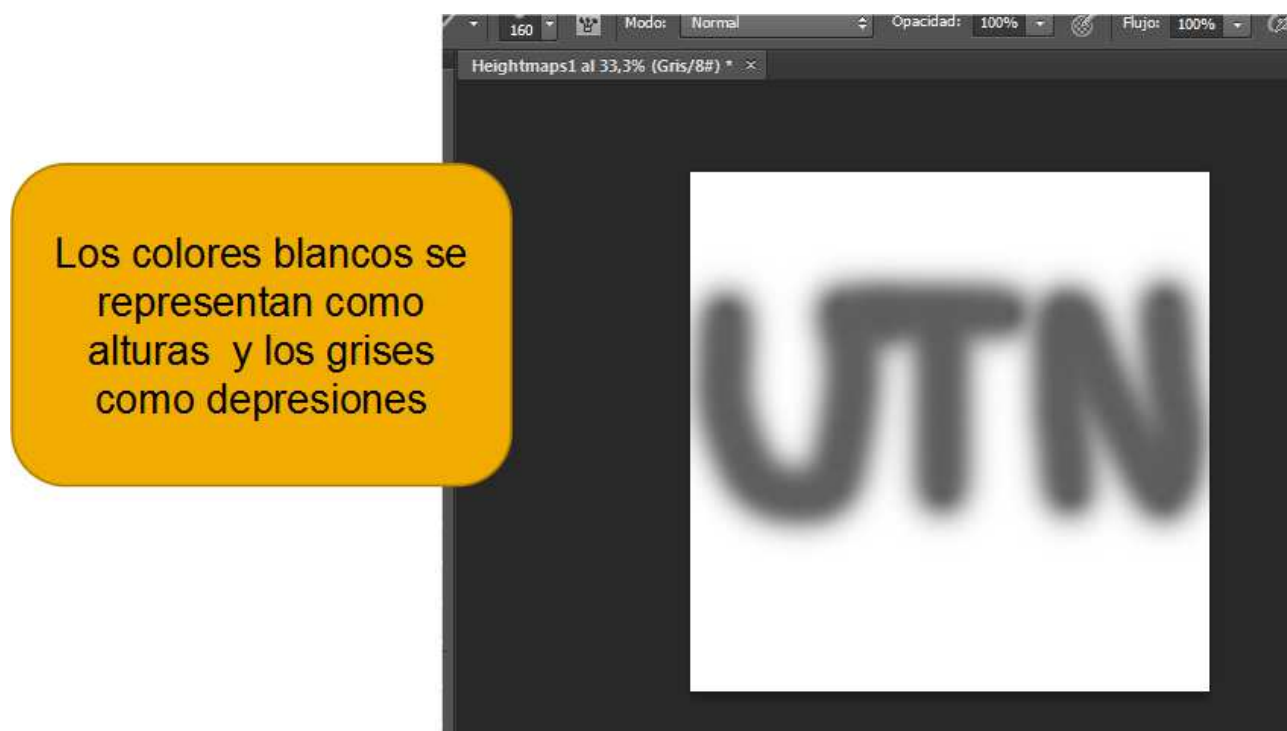 160 Modo: Normal Opacidad: 100% Flujo: 100%
Heightmaps1 al 33,3% (Gris/8#) * ×
Los colores blancos se
representan como
alturas y los grises
como depresiones
UTN